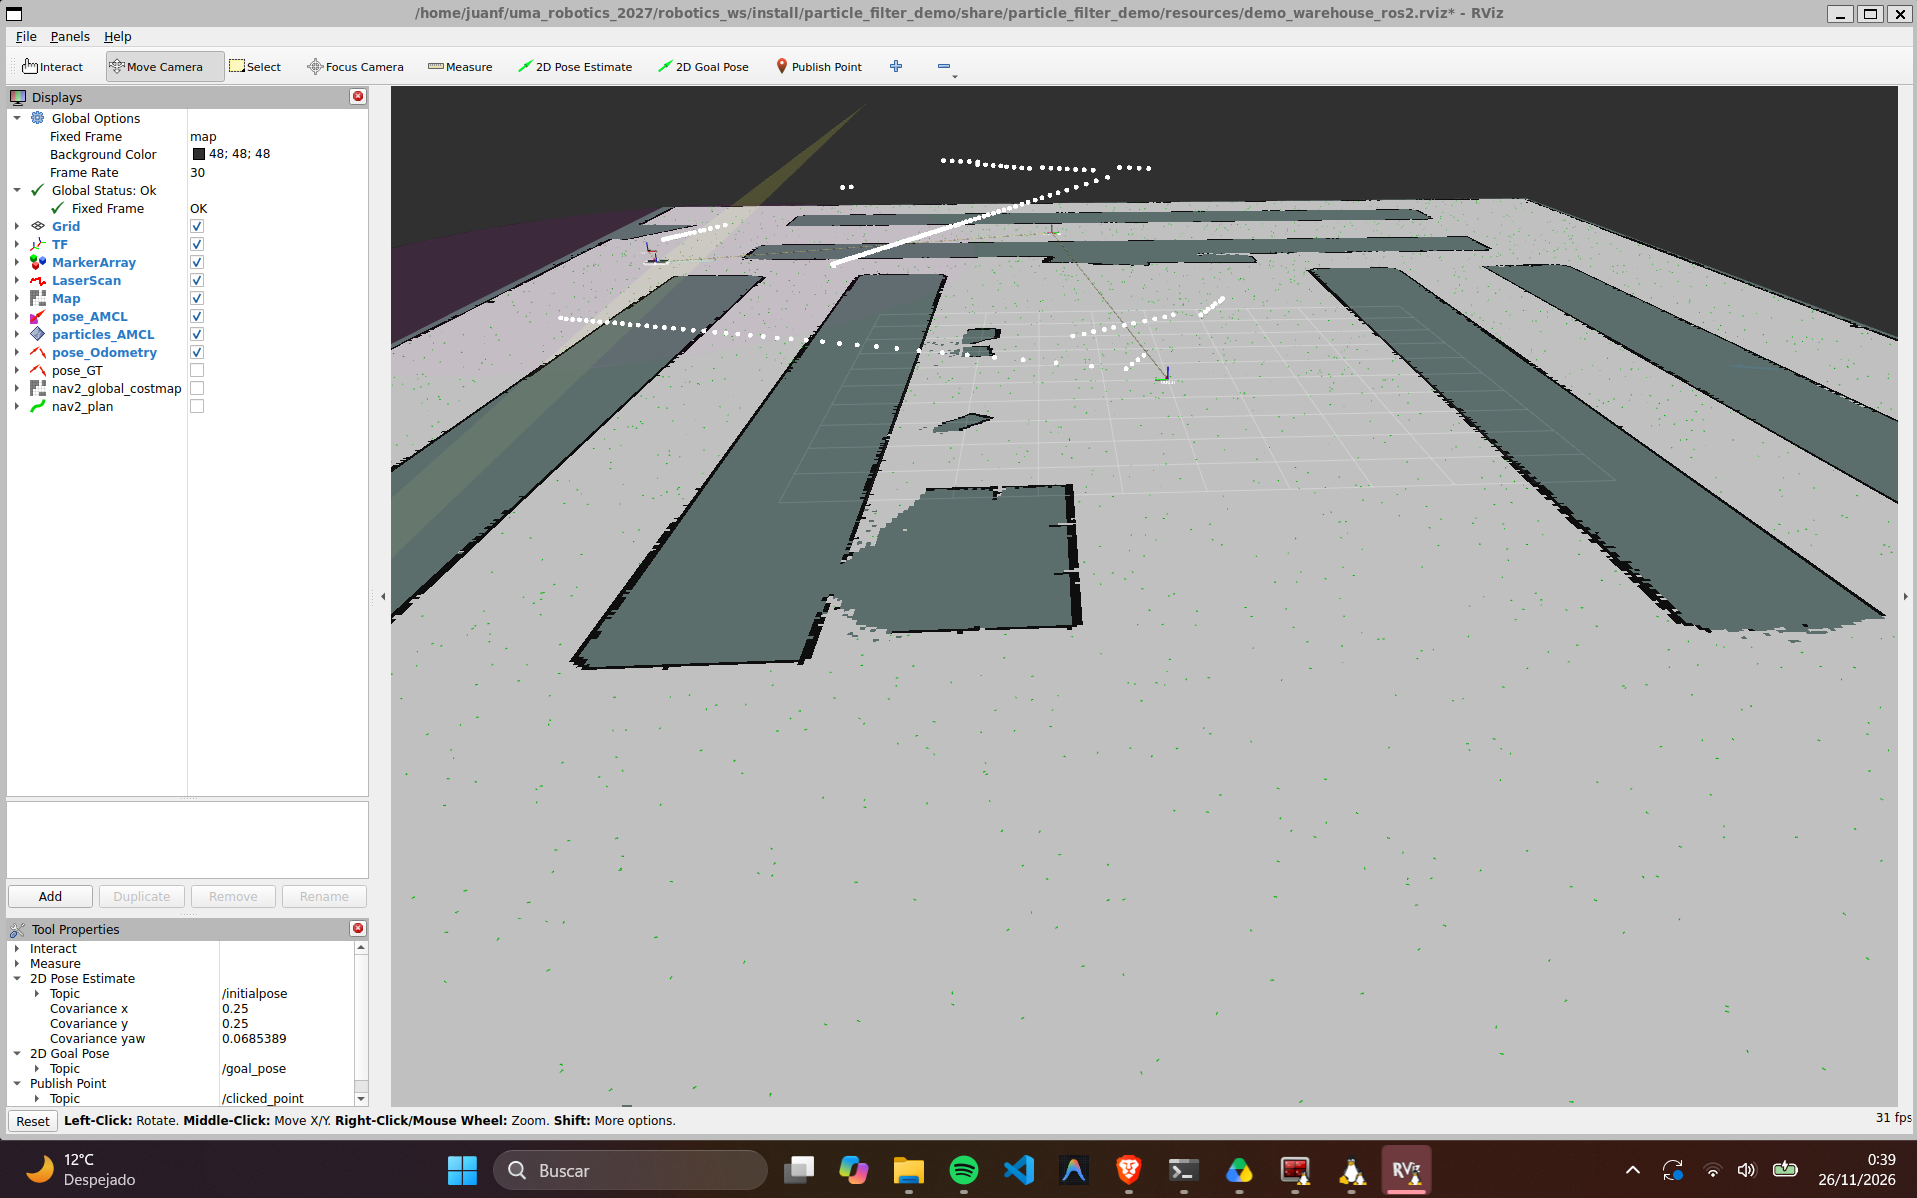 /home/juanf/uma_robotics_2027/robotics_ws/install/particle_filter_demo/share/particle_filter_demo/resources/demo_warehouse_ros2.rviz* - RViz
File Panels Help
Interact Move Camera Select Focus Camera Measure 2D Pose Estimate 2D Goal Pose Publish Point
Displays
Global Options
Fixed Frame map
Background Color 48; 48; 48
Frame Rate 30
Global Status: Ok
Fixed Frame OK
Grid
TF
MarkerArray
LaserScan
Map
pose_AMCL
particles_AMCL
pose_Odometry
pose_GT
nav2_global_costmap
nav2_plan
Add Duplicate Remove Rename
Tool Properties
Interact
Measure
2D Pose Estimate
Topic /initialpose
Covariance x 0.25
Covariance y 0.25
Covariance yaw 0.0685389
2D Goal Pose
Topic /goal_pose
Publish Point
Topic /clicked_point
Reset Left-Click: Rotate. Middle-Click: Move X/Y. Right-Click/Mouse Wheel: Zoom. Shift: More options. 31 fps
12°C
Despejado
Buscar
RViz
0:39
26/11/2026